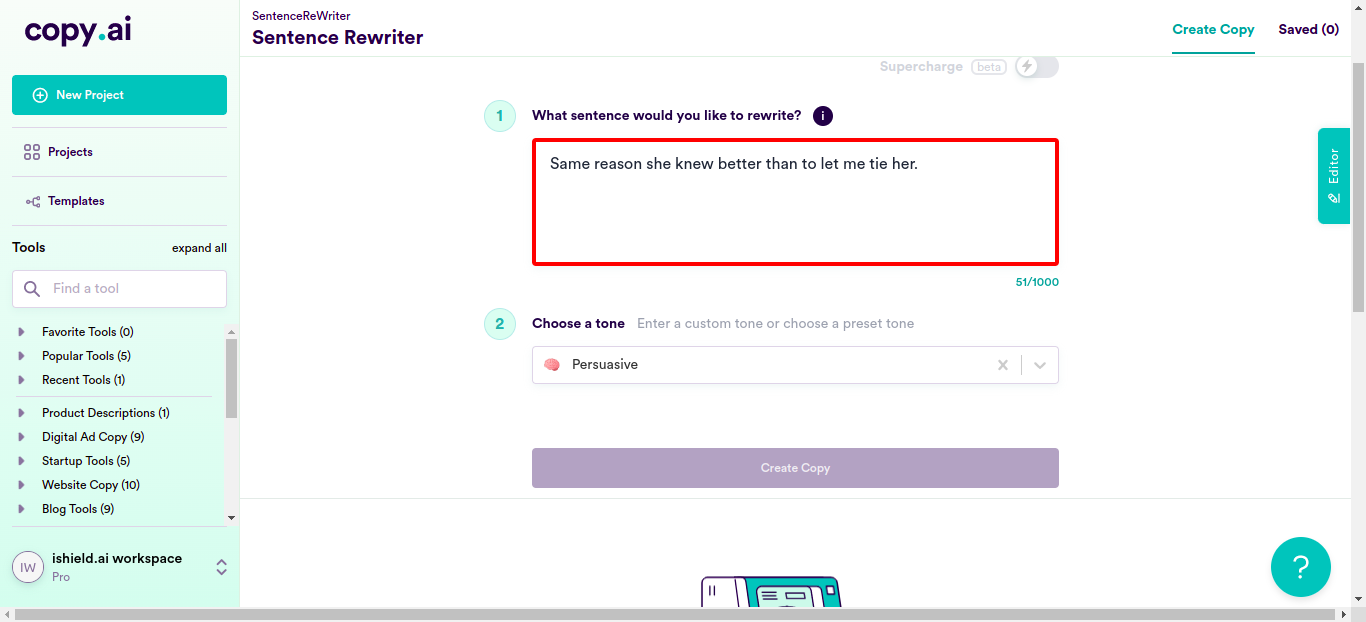 copy.ai
SentenceReWriter
Sentence Rewriter
Create Copy
Saved (0)
New Project
Projects
Templates
Tools
expand all
Find a tool
Favorite Tools (0)
Popular Tools (5)
Recent Tools (1)
Product Descriptions (1)
Digital Ad Copy (9)
Startup Tools (5)
Website Copy (10)
Blog Tools (9)
IW
ishield.ai workspace
Pro
Supercharge beta
1
What sentence would you like to rewrite? i
Same reason she knew better than to let me tie her.
51/1000
2
Choose a tone Enter a custom tone or choose a preset tone
Persuasive
Create Copy
Editor
?